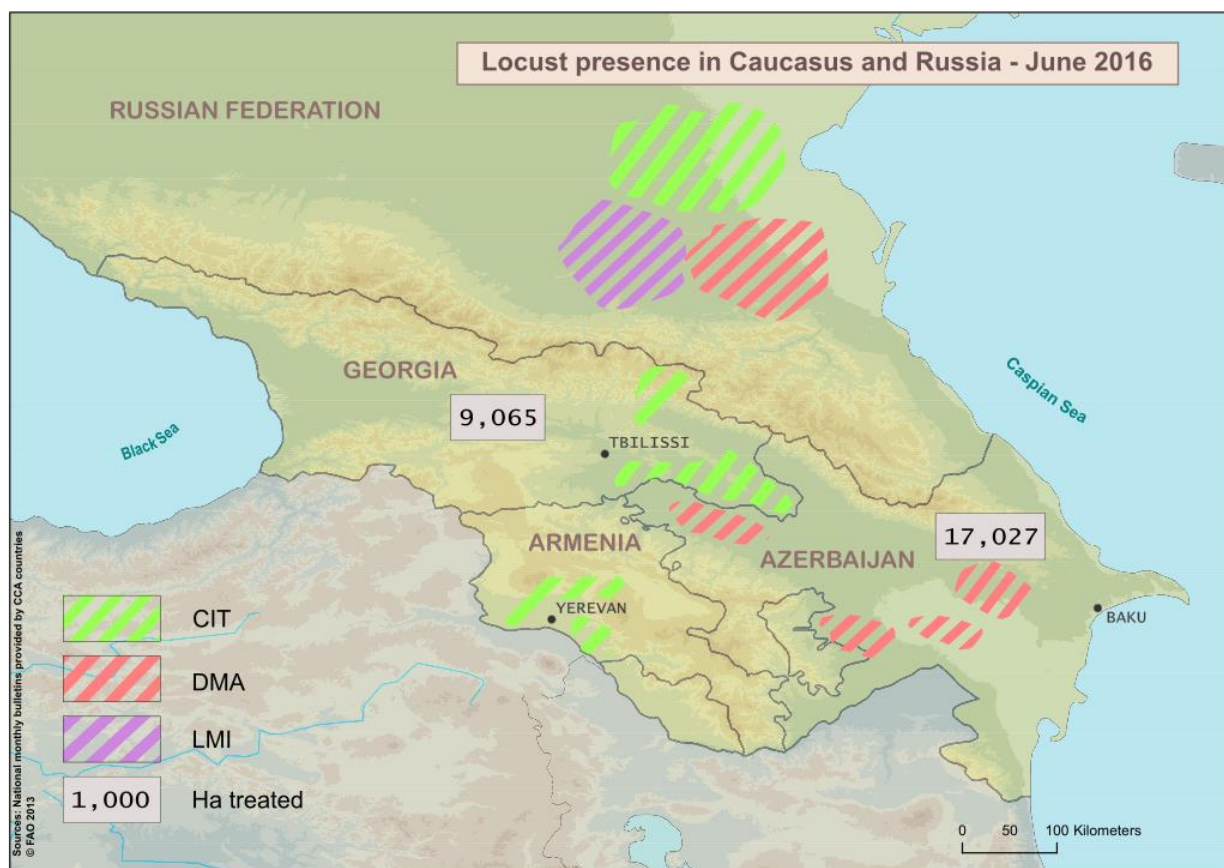 Locust presence in Caucasus and Russia - June 2016
RUSSIAN FEDERATION
GEORGIA
9,065
Caspian Sea
Black Sea
TBILISSI
17,027
ARMENIA
AZERBAIJAN
YEREVAN
BAKU
CIT
DMA
LMI
1,000
Ha treated
0 50 100 Kilometers
Sources: National monthly bulletins provided by CCA countries
© FAO 2013